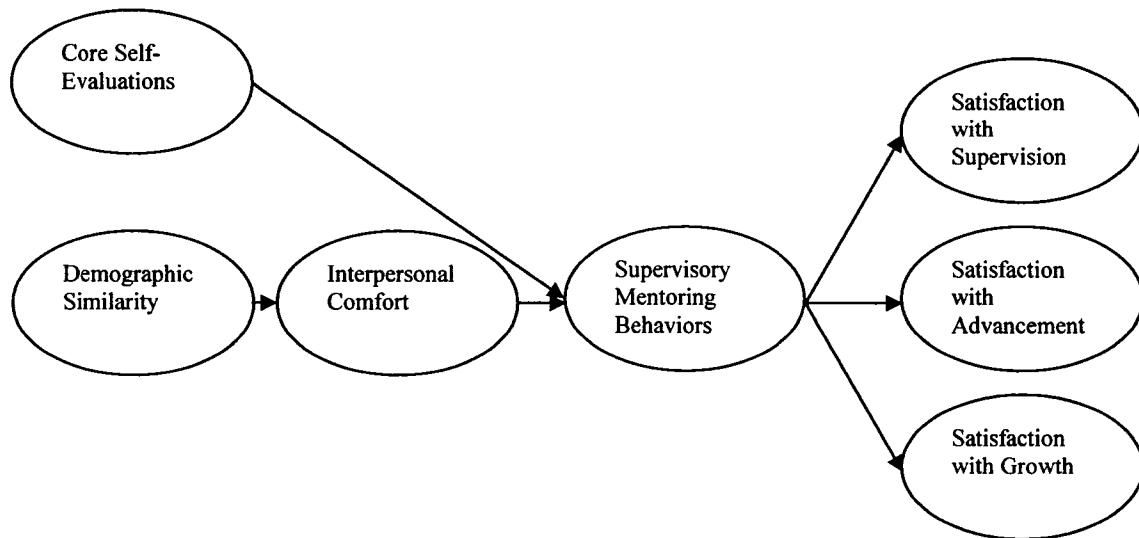 Core Self-
Evaluations
Demographic
Similarity
Interpersonal
Comfort
Supervisory
Mentoring
Behaviors
Satisfaction
with
Supervision
Satisfaction
with
Advancement
Satisfaction
with Growth